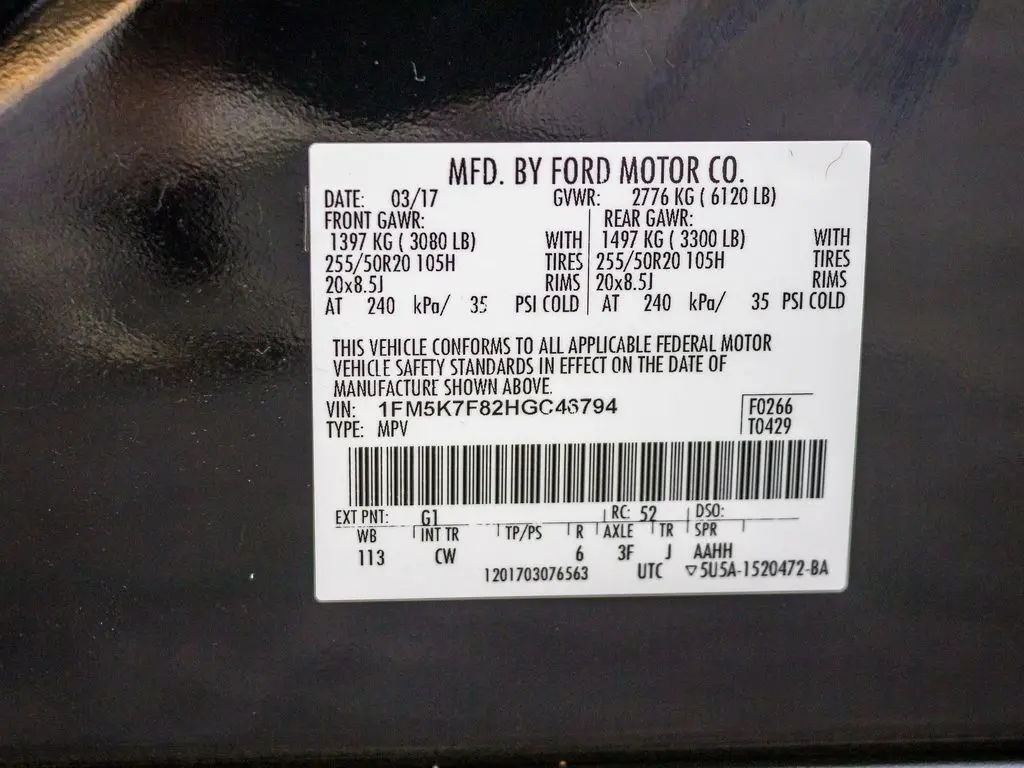 MFD. BY FORD MOTOR CO.
DATE: 03/17 GVWR: 2776 KG ( 6120 LB)
FRONT GAWR: REAR GAWR:
1397 KG ( 3080 LB) WITH 1497 KG ( 3300 LB) WITH
255/50R20 105H TIRES 255/50R20 105H TIRES
20x8.5J RIMS 20x8.5J RIMS
AT 240 kPa/ 35 PSI COLD AT 240 kPa/ 35 PSI COLD
THIS VEHICLE CONFORMS TO ALL APPLICABLE FEDERAL MOTOR
VEHICLE SAFETY STANDARDS IN EFFECT ON THE DATE OF
MANUFACTURE SHOWN ABOVE.
VIN: 1FM5K7F82HGC46794 F0266
TYPE: MPV T0429
EXT PNT: G1 RC: 52 DSO:
WB INT TR TP/PS R AXLE TR SPR
113 CW 6 3F J AAHH
1201703076563 UTC ▽5U5A-1520472-BA